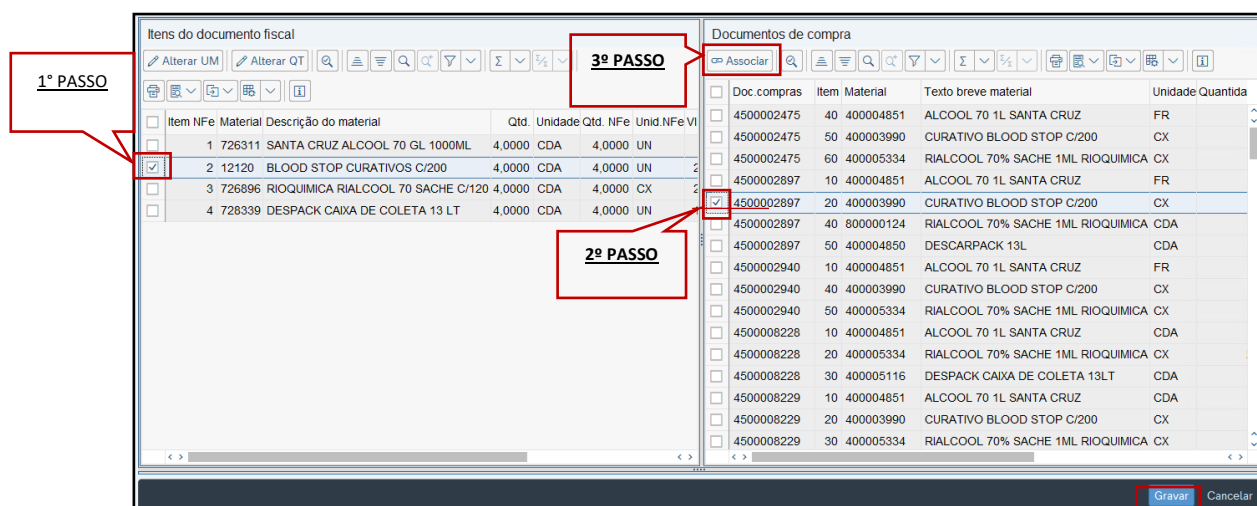 Itens do documento fiscal
Alterar UM Alterar QT
1° PASSO
Item NFe Material Descrição do material Qtd. Unidade Qtd. NFe Unid.NFe Vl
1 726311 SANTA CRUZ ALCOOL 70 GL 1000ML 4,0000 CDA 4,0000 UN
2 12120 BLOOD STOP CURATIVOS C/200 4,0000 CDA 4,0000 UN 2
3 726896 RIOQUIMICA RIALCOOL 70 SACHE C/120 4,0000 CDA 4,0000 CX 2
4 728339 DESPACK CAIXA DE COLETA 13 LT 4,0000 CDA 4,0000 UN
3º PASSO
2º PASSO
Documentos de compra
Associar
Doc.compras Item Material Texto breve material Unidade Quantida
4500002475 40 400004851 ALCOOL 70 1L SANTA CRUZ FR
4500002475 50 400003990 CURATIVO BLOOD STOP C/200 CX
4500002475 60 400005334 RIALCOOL 70% SACHE 1ML RIOQUIMICA CX
4500002897 10 400004851 ALCOOL 70 1L SANTA CRUZ FR
4500002897 20 400003990 CURATIVO BLOOD STOP C/200 CX
4500002897 40 800000124 RIALCOOL 70% SACHE 1ML RIOQUIMICA CDA
4500002897 50 400004850 DESCARPACK 13L CDA
4500002940 10 400004851 ALCOOL 70 1L SANTA CRUZ FR
4500002940 40 400003990 CURATIVO BLOOD STOP C/200 CX
4500002940 50 400005334 RIALCOOL 70% SACHE 1ML RIOQUIMICA CX
4500008228 10 400004851 ALCOOL 70 1L SANTA CRUZ CDA
4500008228 20 400005334 RIALCOOL 70% SACHE 1ML RIOQUIMICA CX
4500008228 30 400005116 DESPACK CAIXA DE COLETA 13LT CDA
4500008229 10 400004851 ALCOOL 70 1L SANTA CRUZ CDA
4500008229 20 400003990 CURATIVO BLOOD STOP C/200 CX
4500008229 30 400005334 RIALCOOL 70% SACHE 1ML RIOQUIMICA CX
Gravar Cancelar